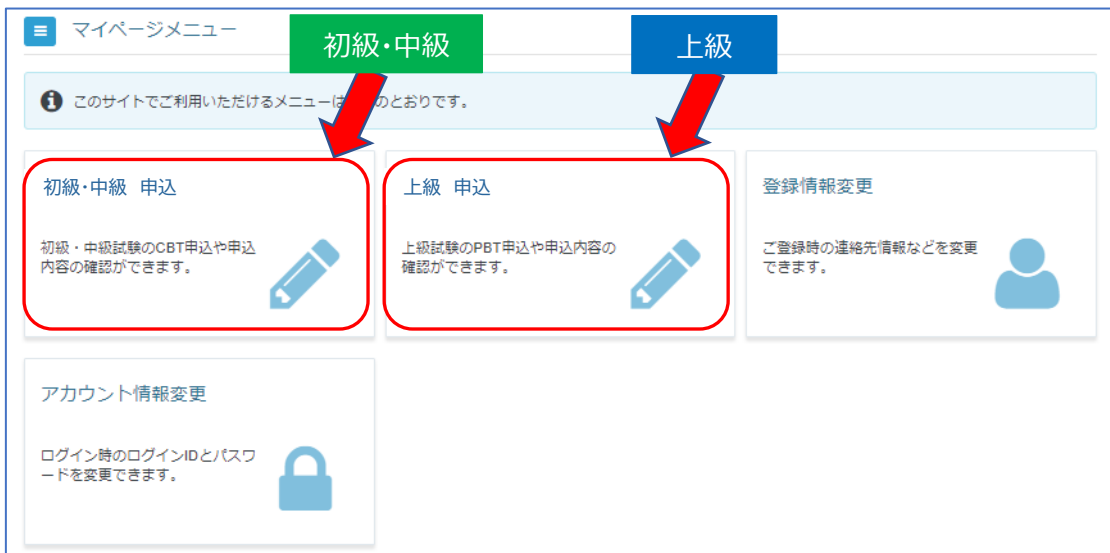 マイページメニュー
初級・中級
上級
このサイトでご利用いただけるメニューは のとおりです。
初級・中級 申込
初級・中級試験のCBT申込や申込
内容の確認ができます。
上級 申込
上級試験のPBT申込や申込内容の
確認ができます。
登録情報変更
ご登録時の連絡先情報などを変更
できます。
アカウント情報変更
ログイン時のログインIDとパスワ
ードを変更できます。